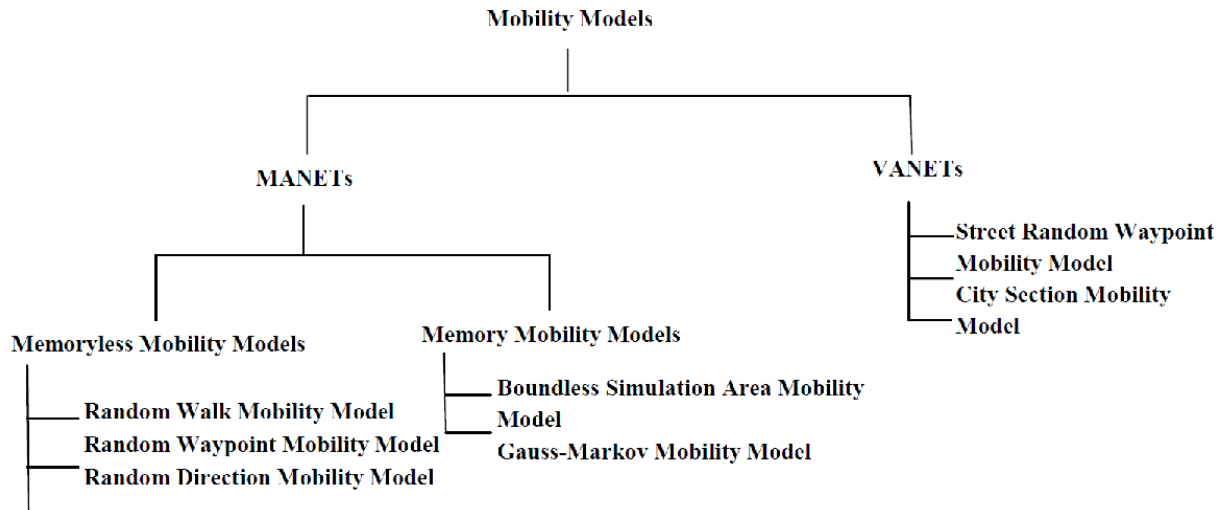 Mobility Models
MANETs
VANETs
Street Random Waypoint
Mobility Model
City Section Mobility
Model
Memoryless Mobility Models
Memory Mobility Models
Random Walk Mobility Model
Random Waypoint Mobility Model
Random Direction Mobility Model
Boundless Simulation Area Mobility
Model
Gauss-Markov Mobility Model